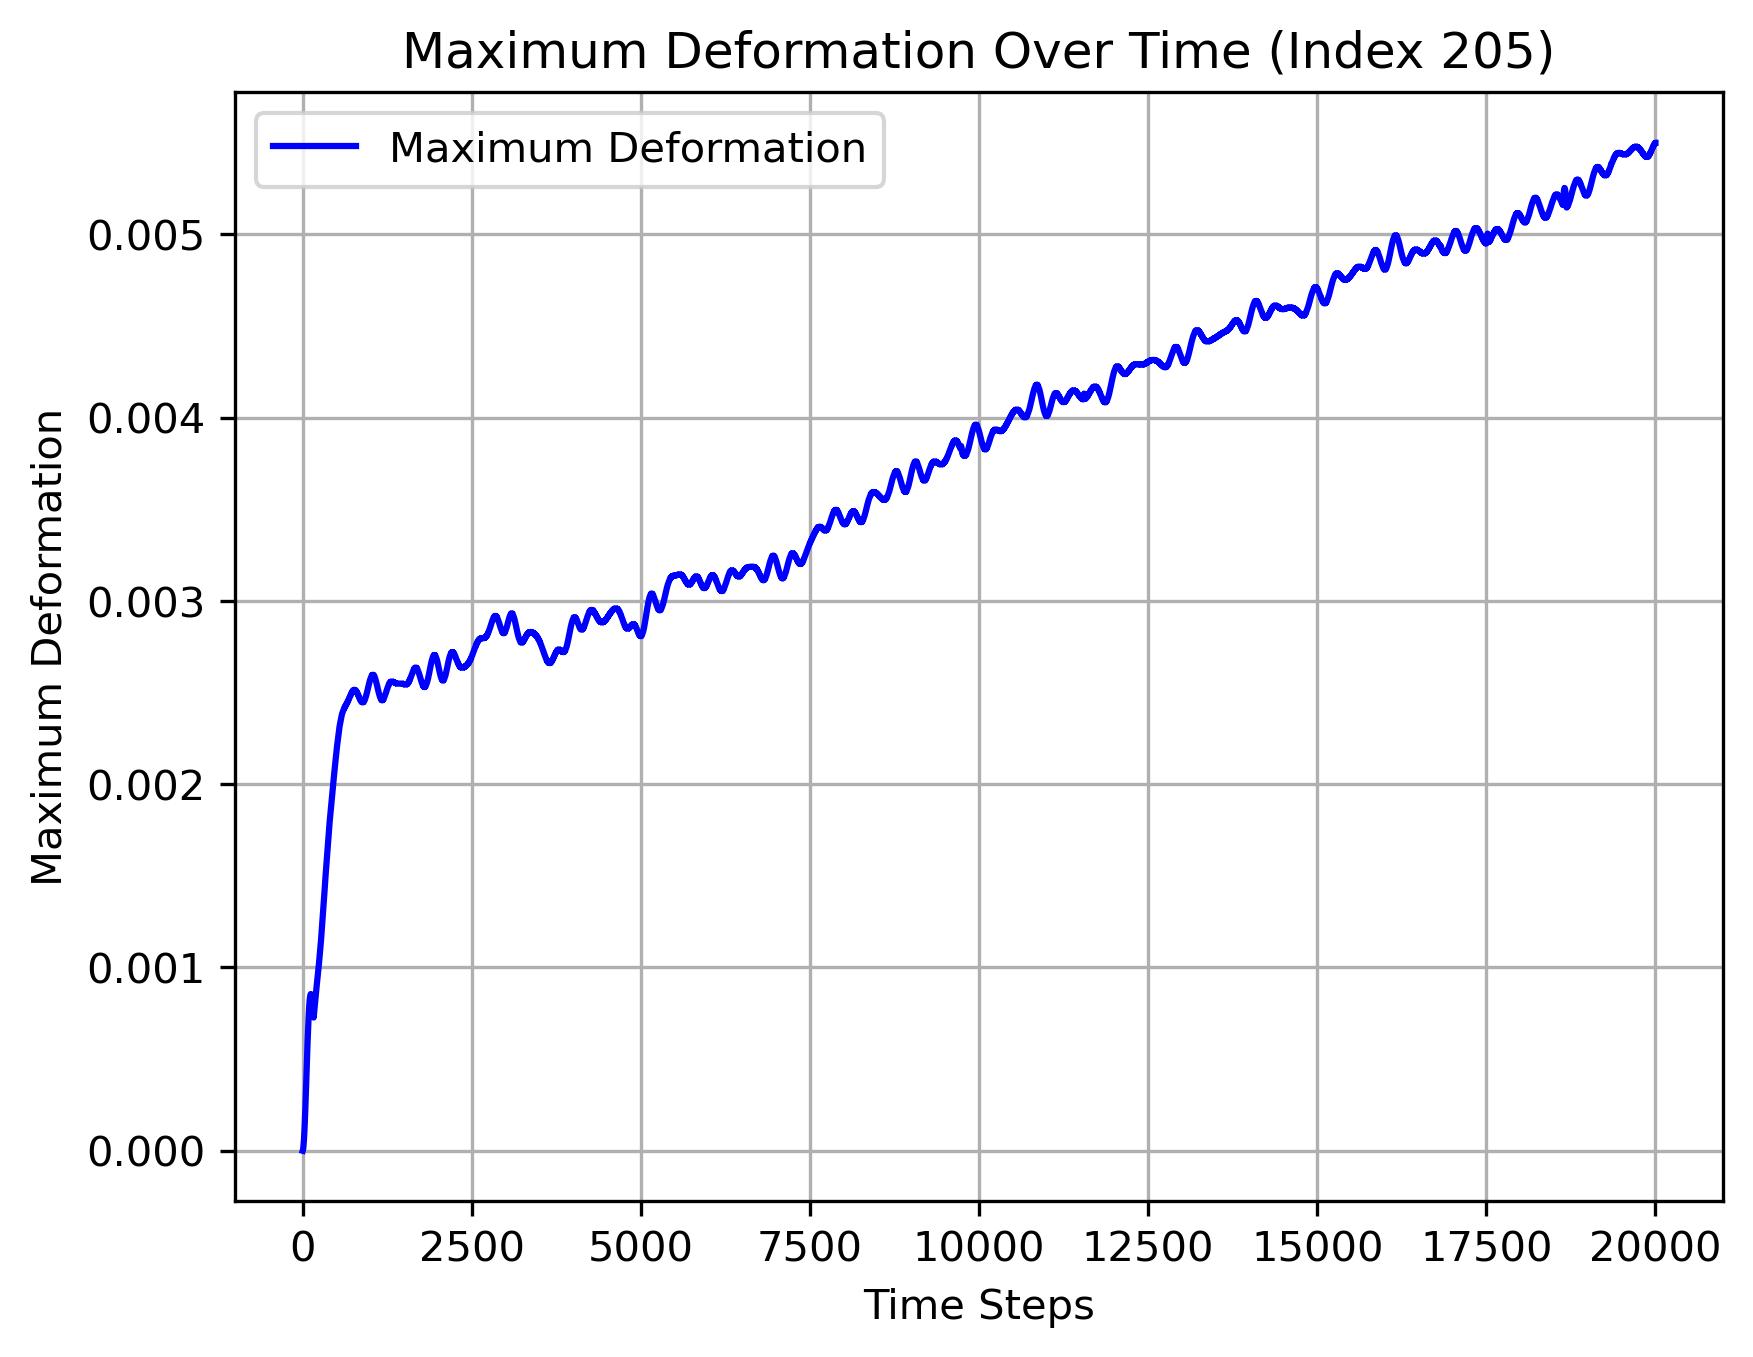 Maximum Deformation Over Time (Index 205)
Maximum Deformation
Maximum Deformation
0.005
0.004
0.003
0.002
0.001
0.000
0 2500 5000 7500 10000 12500 15000 17500 20000
Time Steps